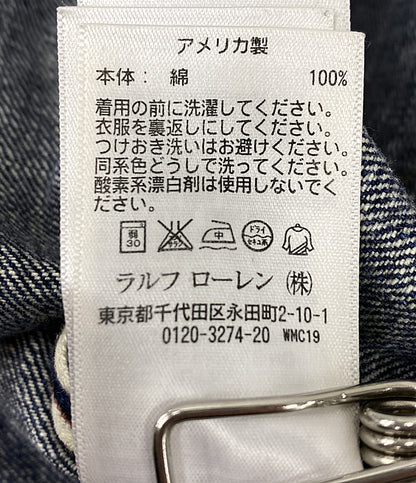 アメリカ製
本体： 綿 100%
着用の前に洗濯してください。
衣服を裏返しにしてください。
つけおき洗いはお避けください。
同系色どうしで洗ってください。
酸素系漂白剤は使用しないでく
ださい。
弱 30 中 ドライ セキユ系
ラルフ ローレン（株）
東京都千代田区永田町2-10-1
0120-3274-20 WMC19